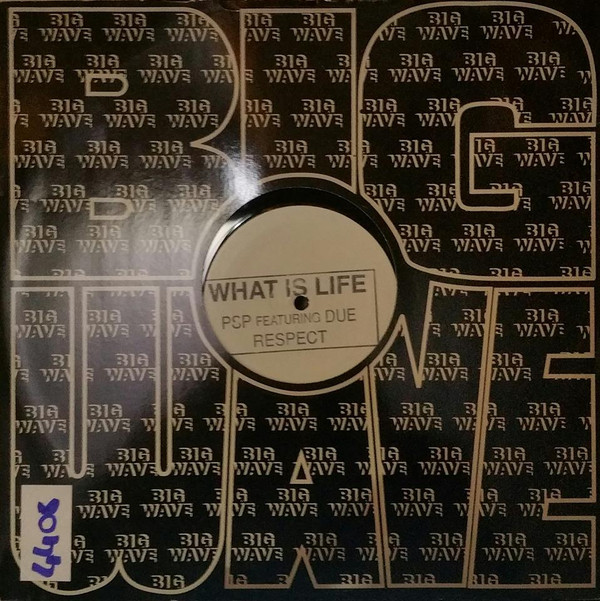 BIG
WAVE
WHAT IS LIFE
PSP FEATURING DUE
RESPECT
4408